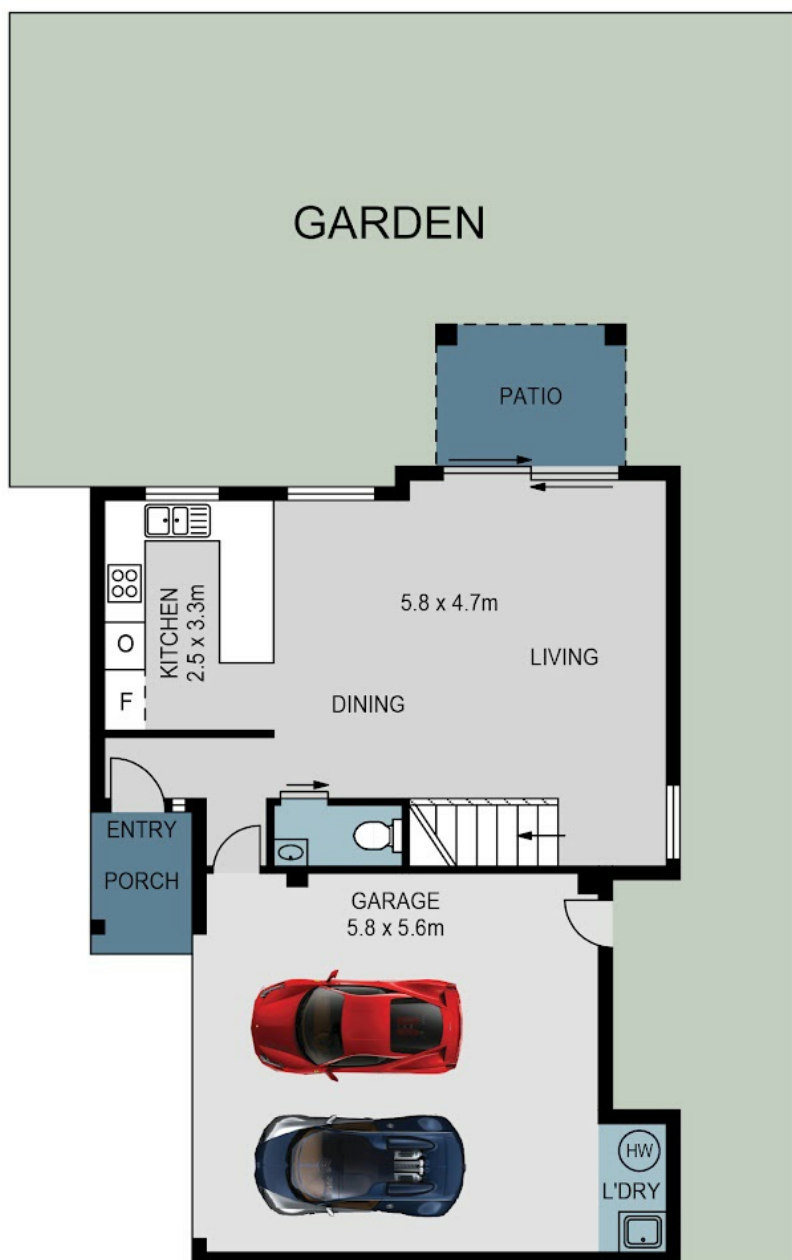 GARDEN
PATIO
KITCHEN
2.5 x 3.3m
O
F
5.8 x 4.7m
LIVING
DINING
ENTRY
PORCH
GARAGE
5.8 x 5.6m
HW
L'DRY